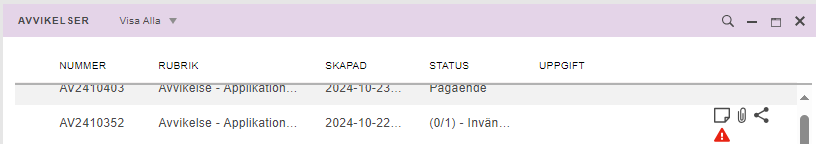 AVVIKELSER Visa Alla
NUMMER RUBRIK SKAPAD STATUS UPPGIFT
AV2410403 Avvikelse - Applikation... 2024-10-23... Pågående
AV2410352 Avvikelse - Applikation... 2024-10-22... (0/1) - Invän...